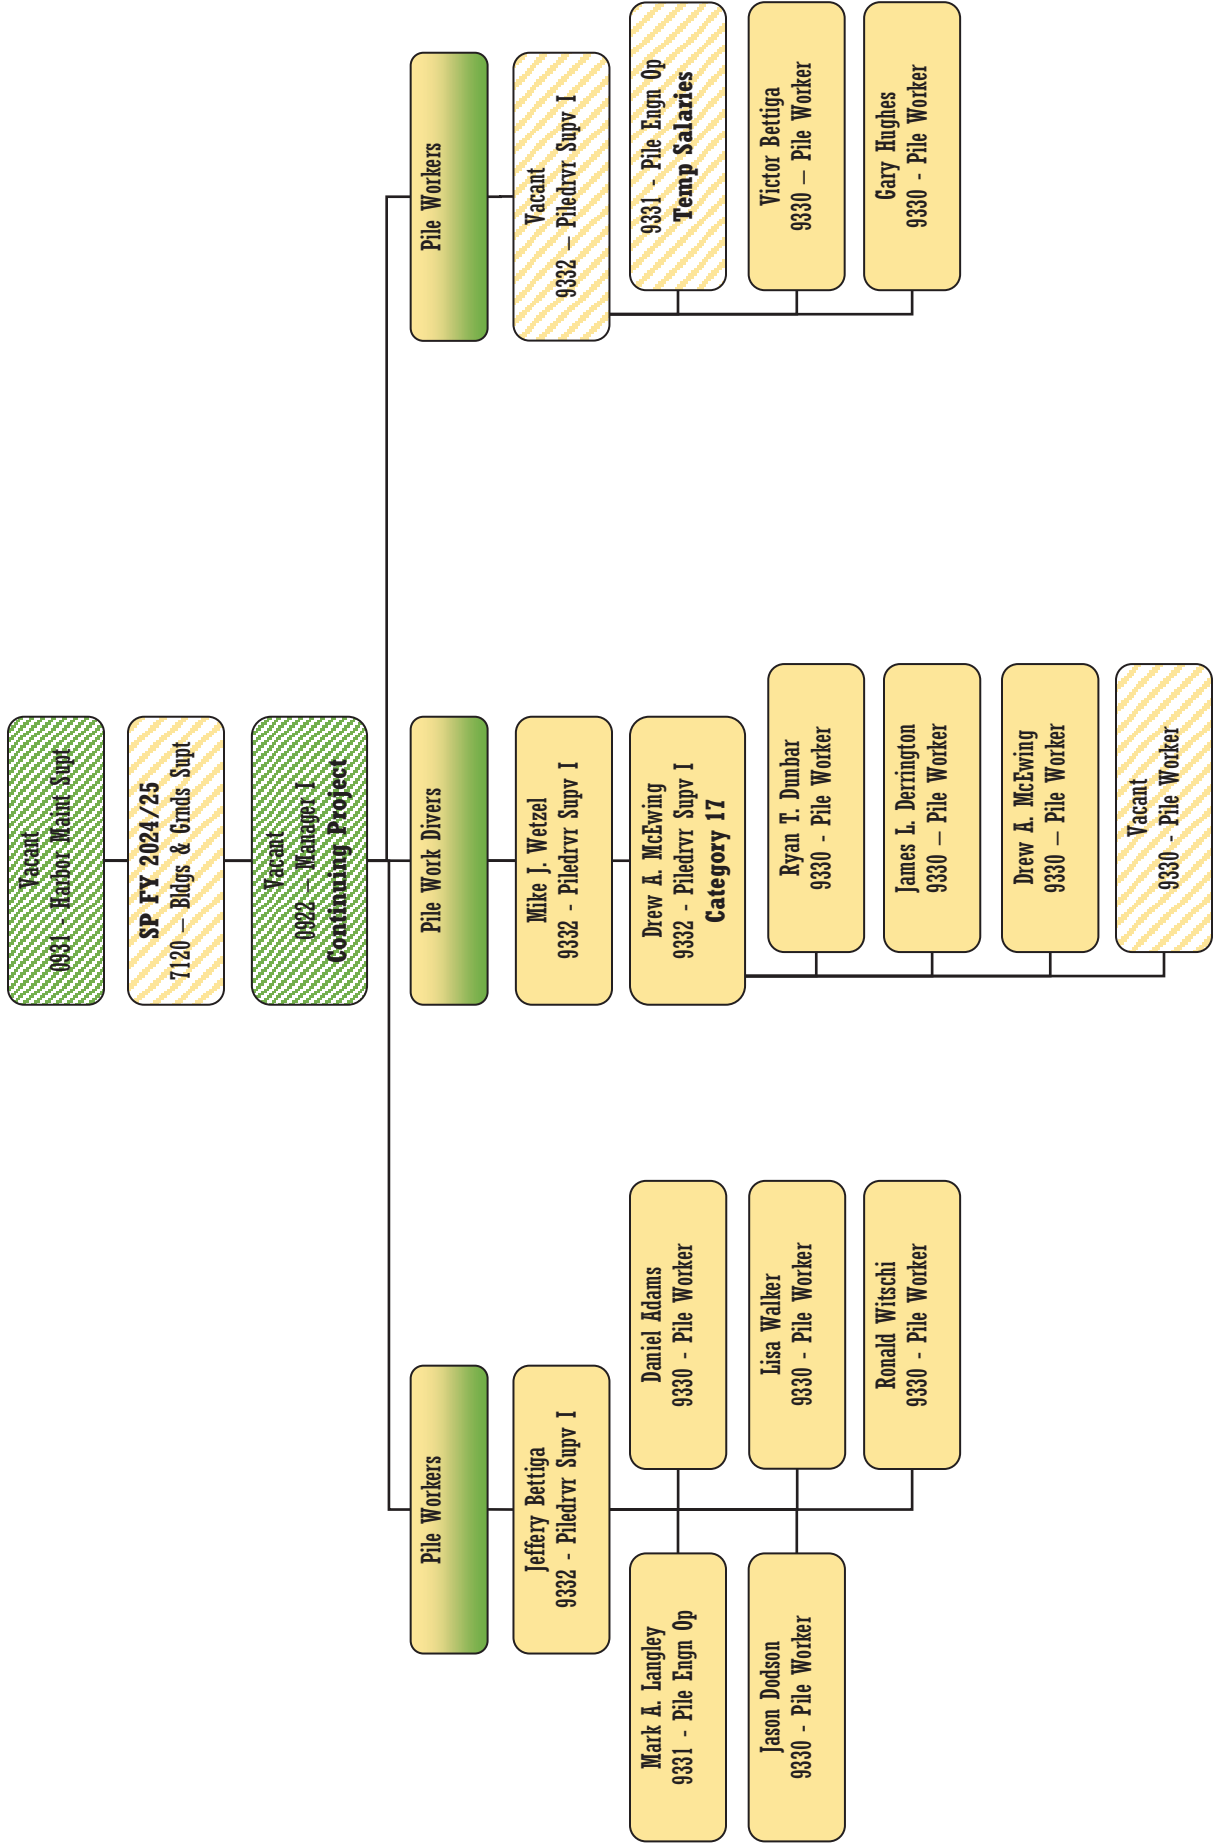 Vacant
0931 - Harbor Maint Supt
SP FY 2024/25
7120 – Bldgs & Grnds Supt
Vacant
0922 – Manager I
Continuing Project
Pile Workers
Jeffery Bettiga
9332 - Piledrvr Supv I
Mark A. Langley
9331 - Pile Engn Op
Jason Dodson
9330 - Pile Worker
Daniel Adams
9330 - Pile Worker
Lisa Walker
9330 - Pile Worker
Ronald Witschi
9330 - Pile Worker
Pile Work Divers
Mike J. Wetzel
9332 - Piledrvr Supv I
Drew A. McEwing
9332 - Piledrvr Supv I
Category 17
Ryan T. Dunbar
9330 - Pile Worker
James L. Derrington
9330 – Pile Worker
Drew A. McEwing
9330 – Pile Worker
Vacant
9330 - Pile Worker
Pile Workers
Vacant
9332 – Piledrvr Supv I
9331 - Pile Engn Op
Temp Salaries
Victor Bettiga
9330 – Pile Worker
Gary Hughes
9330 - Pile Worker